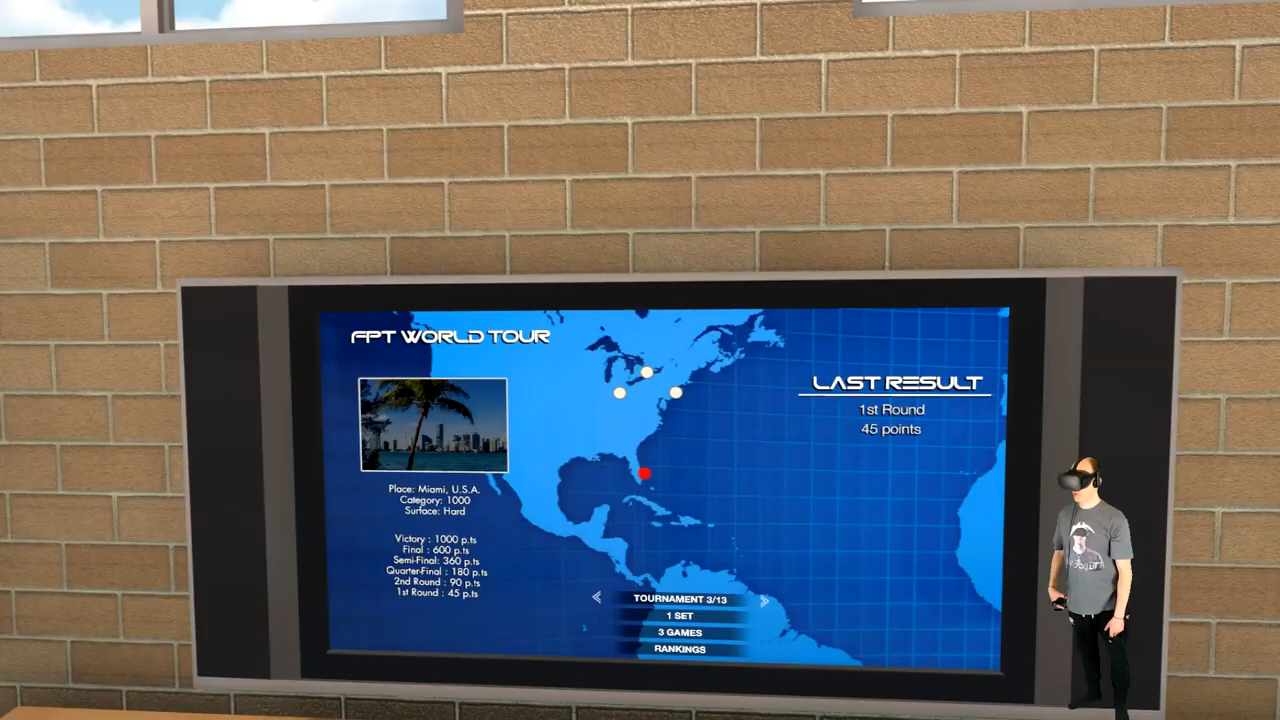 FPT WORLD TOUR
LAST RESULT
1st Round
45 points
Place: Miami, U.S.A.
Category: 1000
Surface: Hard
Victory : 1000 p.ts
Final : 600 p.ts
Semi-Final: 360 p.ts
Quarter-Final : 180 p.ts
2nd Round : 90 p.ts
1st Round : 45 p.ts
TOURNAMENT 3/13
1 SET
3 GAMES
RANKINGS